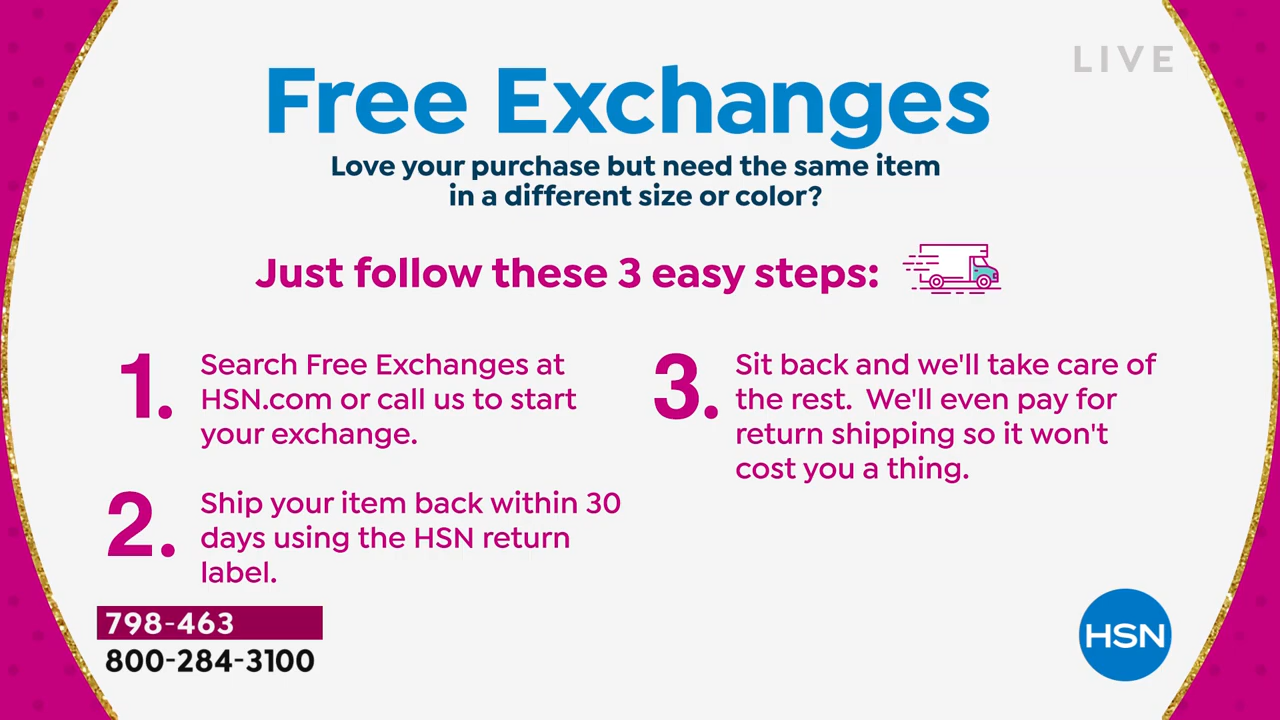 LIVE
Free Exchanges
Love your purchase but need the same item
in a different size or color?
Just follow these 3 easy steps:
1. Search Free Exchanges at
HSN.com or call us to start
your exchange.
2. Ship your item back within 30
days using the HSN return
label.
3. Sit back and we'll take care of
the rest.  We'll even pay for
return shipping so it won't
cost you a thing.
798-463
800-284-3100
HSN